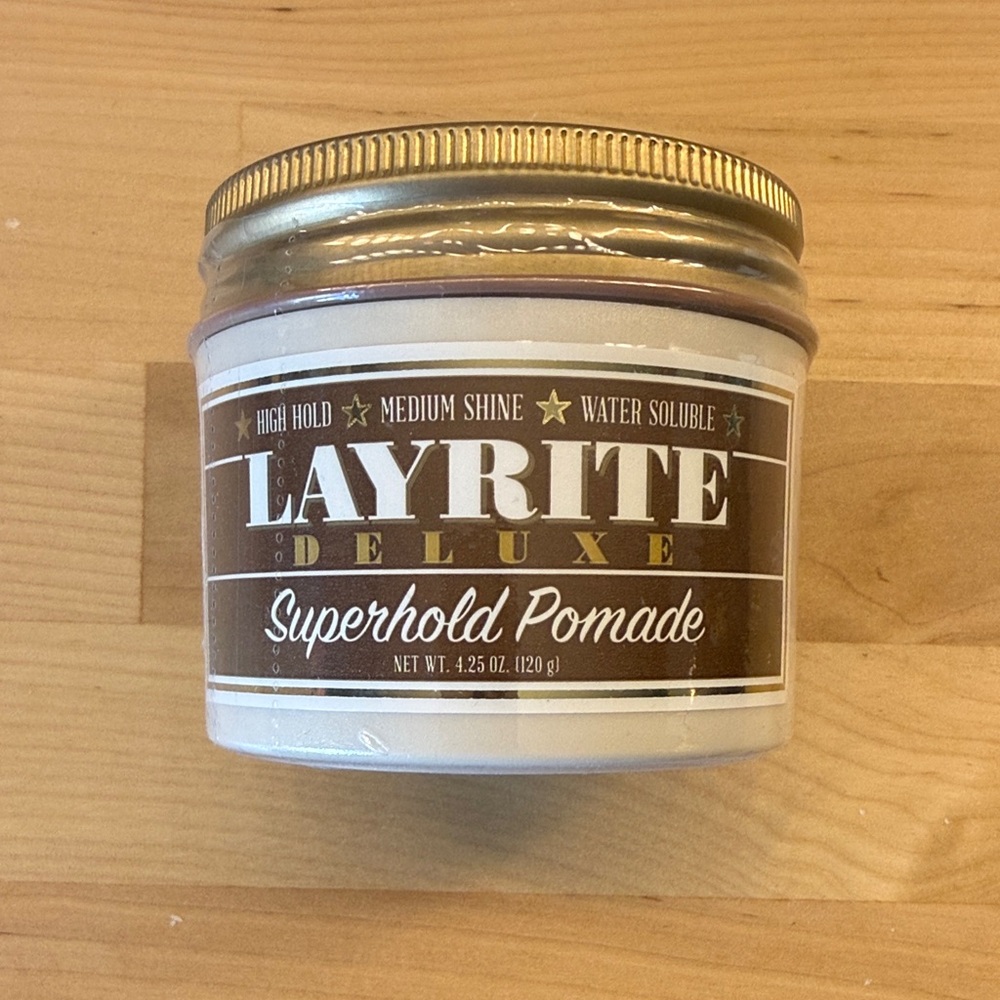 HIGH HOLD ★ MEDIUM SHINE ★ WATER SOLUBLE
LAYRITE
DELUXE
Superhold Pomade
NET WT. 4.25 OZ. (120 g)